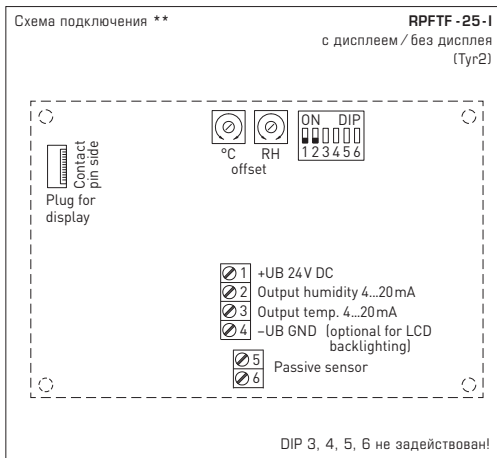 Схема подключения **
RPFTF - 25 - I
с дисплеем / без дисплея
(Tyr2)
ON DIP
1 2 3 4 5 6
°C RH
offset
Contact
pin side
Plug for
display
1 +UB 24V DC
2 Output humidity 4...20mA
3 Output temp. 4...20mA
4 –UB GND (optional for LCD
backlighting)
5
Passive sensor
6
DIP 3, 4, 5, 6 не задействован!